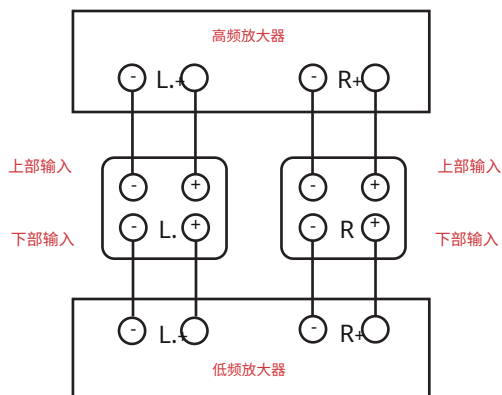 高频放大器
- L.+ - R+
上部输入 - + - + 上部输入
下部输入 - L. + - R + 下部输入
- L.+ - R+
低频放大器